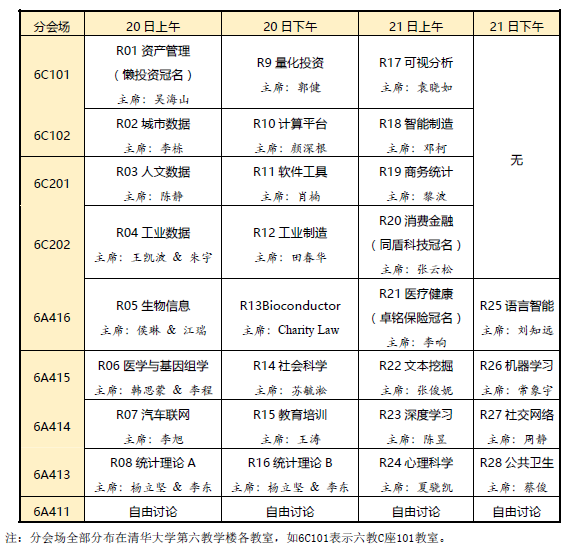 分会场 20日上午 20日下午 21日上午 21日下午
6C101
R01 资产管理
（懒投资冠名）
主席：吴海山
R9 量化投资
主席：郭健
R17 可视分析
主席：袁晓如
无
6C102
R02 城市数据
主席：李栋
R10 计算平台
主席：颜深根
R18 智能制造
主席：邓柯
6C201
R03 人文数据
主席：陈静
R11 软件工具
主席：肖楠
R19 商务统计
主席：黎波
6C202
R04 工业数据
主席：王凯波 & 朱宇
R12 工业制造
主席：田春华
R20 消费金融
（同盾科技冠名）
主席：张云松
6A416
R05 生物信息
主席：侯琳 & 江瑞
R13Bioconductor
主席：Charity Law
R21 医疗健康
（卓铭保险冠名）
主席：李响
R25 语言智能
主席：刘知远
6A415
R06 医学与基因组学
主席：韩思蒙 & 李程
R14 社会科学
主席：苏毓淞
R22 文本挖掘
主席：张俊妮
R26 机器学习
主席：常象宇
6A414
R07 汽车联网
主席：李旭
R15 教育培训
主席：王涛
R23 深度学习
主席：陈昱
R27 社交网络
主席：周静
6A413
R08 统计理论 A
主席：杨立坚 & 李东
R16 统计理论 B
主席：杨立坚 & 李东
R24 心理科学
主席：夏晓凯
R28 公共卫生
主席：蔡俊
6A411 自由讨论 自由讨论 自由讨论 自由讨论
注：分会场全部分布在清华大学第六教学楼各教室，如6C101表示六教C座101教室。